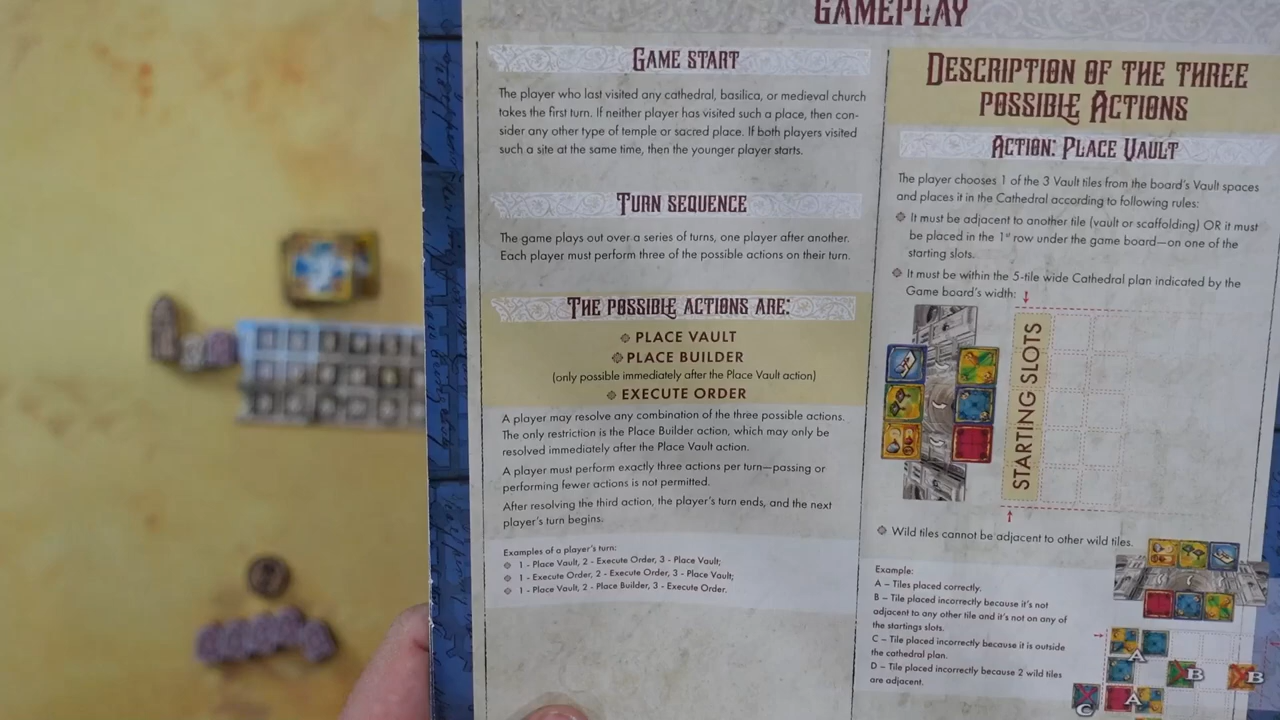 GAMEPLAY
GAME START
The player who last visited any cathedral, basilica, or medieval church
takes the first turn. If neither player has visited such a place, then con-
sider any other type of temple or sacred place. If both players visited
such a site at the same time, then the younger player starts.
TURN SEQUENCE
The game plays out over a series of turns, one player after another.
Each player must perform three of the possible actions on their turn.
THE POSSIBLE ACTIONS ARE:
PLACE VAULT
PLACE BUILDER
(only possible immediately after the Place Vault action)
EXECUTE ORDER
A player may resolve any combination of the three possible actions.
The only restriction is the Place Builder action, which may only be
resolved immediately after the Place Vault action.
A player must perform exactly three actions per turn—passing or
performing fewer actions is not permitted.
After resolving the third action, the player's turn ends, and the next
player's turn begins.
Examples of a player's turn:
1 - Place Vault, 2 - Execute Order, 3 - Place Vault;
1 - Execute Order, 2 - Execute Order, 3 - Place Vault;
1 - Place Vault, 2 - Place Builder, 3 - Execute Order.
DESCRIPTION OF THE THREE
POSSIBLE ACTIONS
ACTION: PLACE VAULT
The player chooses 1 of the 3 Vault tiles from the board's Vault spaces
and places it in the Cathedral according to following rules:
It must be adjacent to another tile (vault or scaffolding) OR it must
be placed in the 1st row under the game board—on one of the
starting slots.
It must be within the 5-tile wide Cathedral plan indicated by the
Game board's width:
STARTING SLOTS
Wild tiles cannot be adjacent to other wild tiles.
Example:
A – Tiles placed correctly.
B – Tile placed incorrectly because it's not
adjacent to any other tile and it's not on any of
the startings slots.
C – Tile placed incorrectly because it is outside
the cathedral plan.
D – Tile placed incorrectly because 2 wild tiles
are adjacent.
A
B
B
A
C